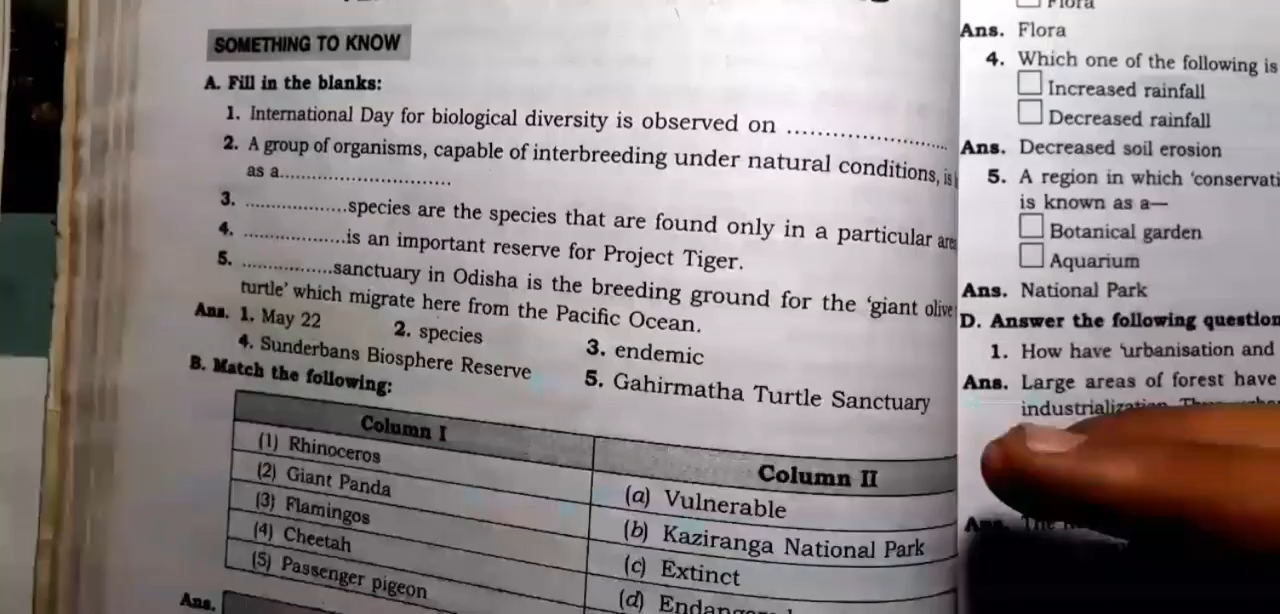 SOMETHING TO KNOW
A. Fill in the blanks:
1. International Day for biological diversity is observed on ........................
2. A group of organisms, capable of interbreeding under natural conditions, is
as a..............................
3. ..................species are the species that are found only in a particular
4. ..................is an important reserve for Project Tiger.
5. ................sanctuary in Odisha is the breeding ground for the 'giant olive
turtle' which migrate here from the Pacific Ocean.
Ans. 1. May 22 2. species 3. endemic
4. Sunderbans Biosphere Reserve 5. Gahirmatha Turtle Sanctuary
B. Match the following:
Column I Column II
(1) Rhinoceros (a) Vulnerable
(2) Giant Panda (b) Kaziranga National Park
(3) Flamingos (c) Extinct
(4) Cheetah (d)
(5) Passenger pigeon
Ans.
Flora
Ans. Flora
4. Which one of the following is
Increased rainfall
Decreased rainfall
Ans. Decreased soil erosion
5. A region in which
is known as a—
Botanical garden
Aquarium
Ans. National Park
D. Answer the following
1. How have 'urbanisation and
Ans. Large areas of forest have